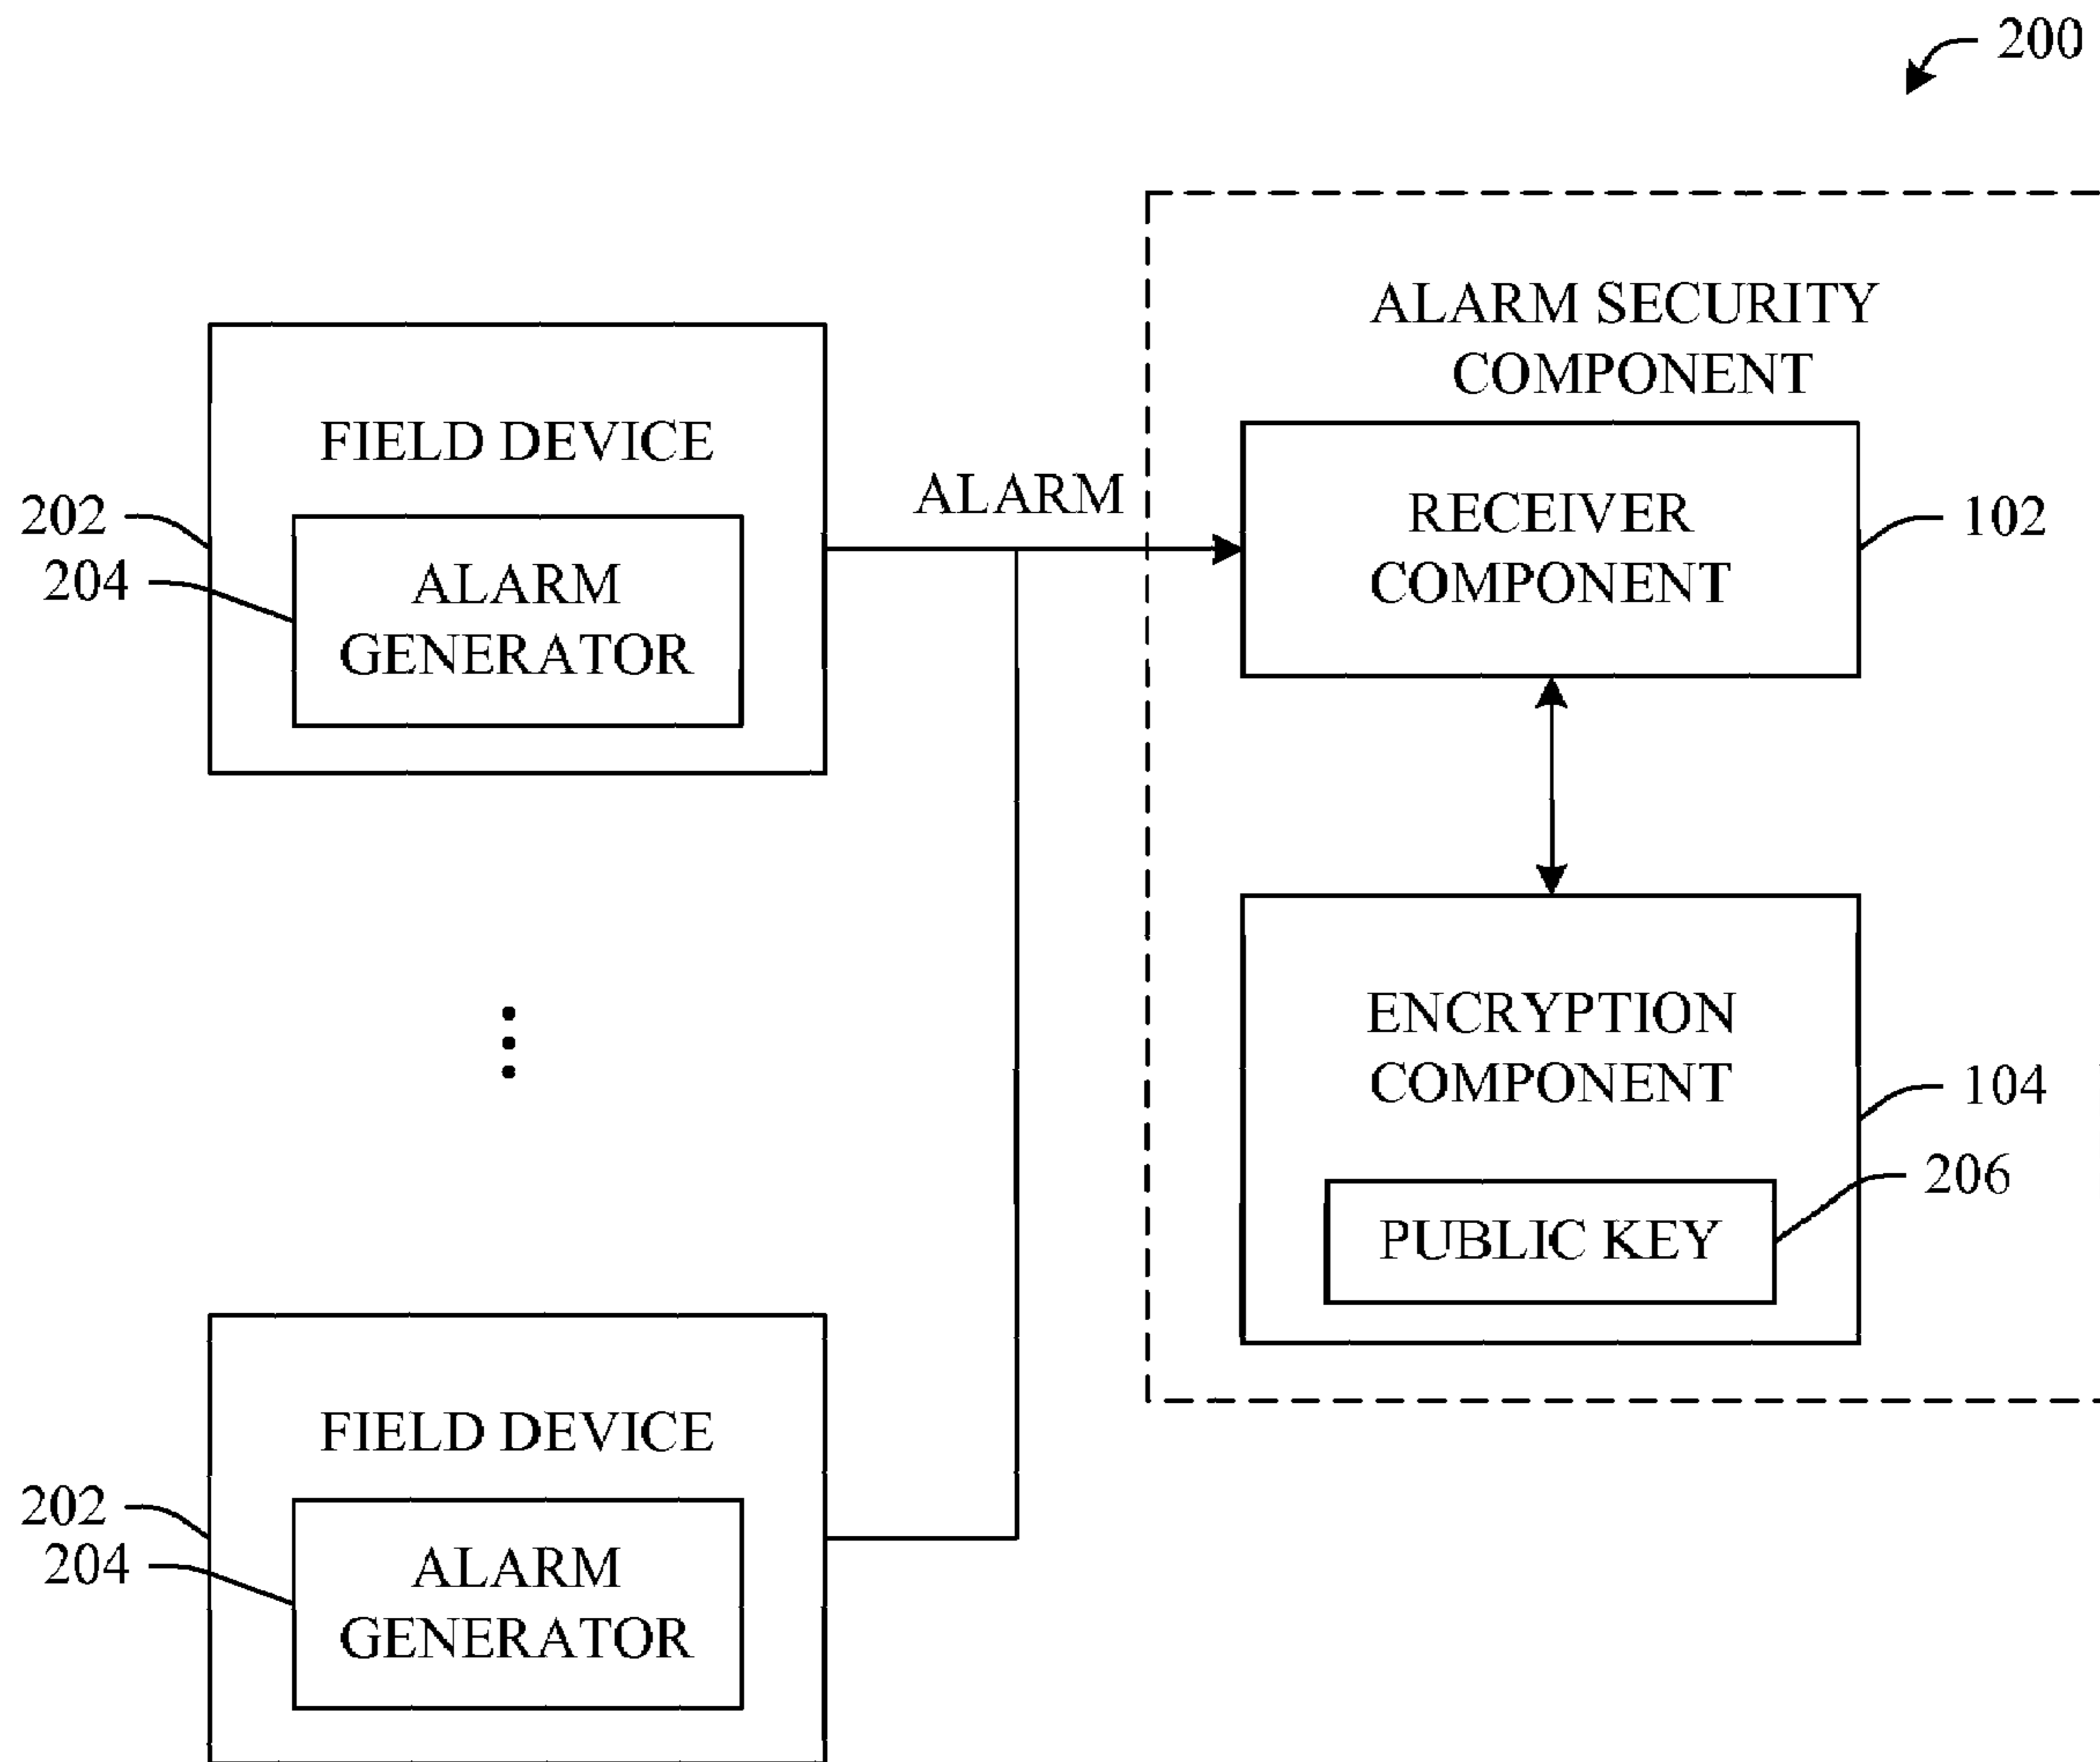 200
ALARM SECURITY
COMPONENT
FIELD DEVICE
202
204
ALARM
GENERATOR
ALARM
RECEIVER
COMPONENT
102
ENCRYPTION
COMPONENT
104
206
PUBLIC KEY
FIELD DEVICE
202
204
ALARM
GENERATOR